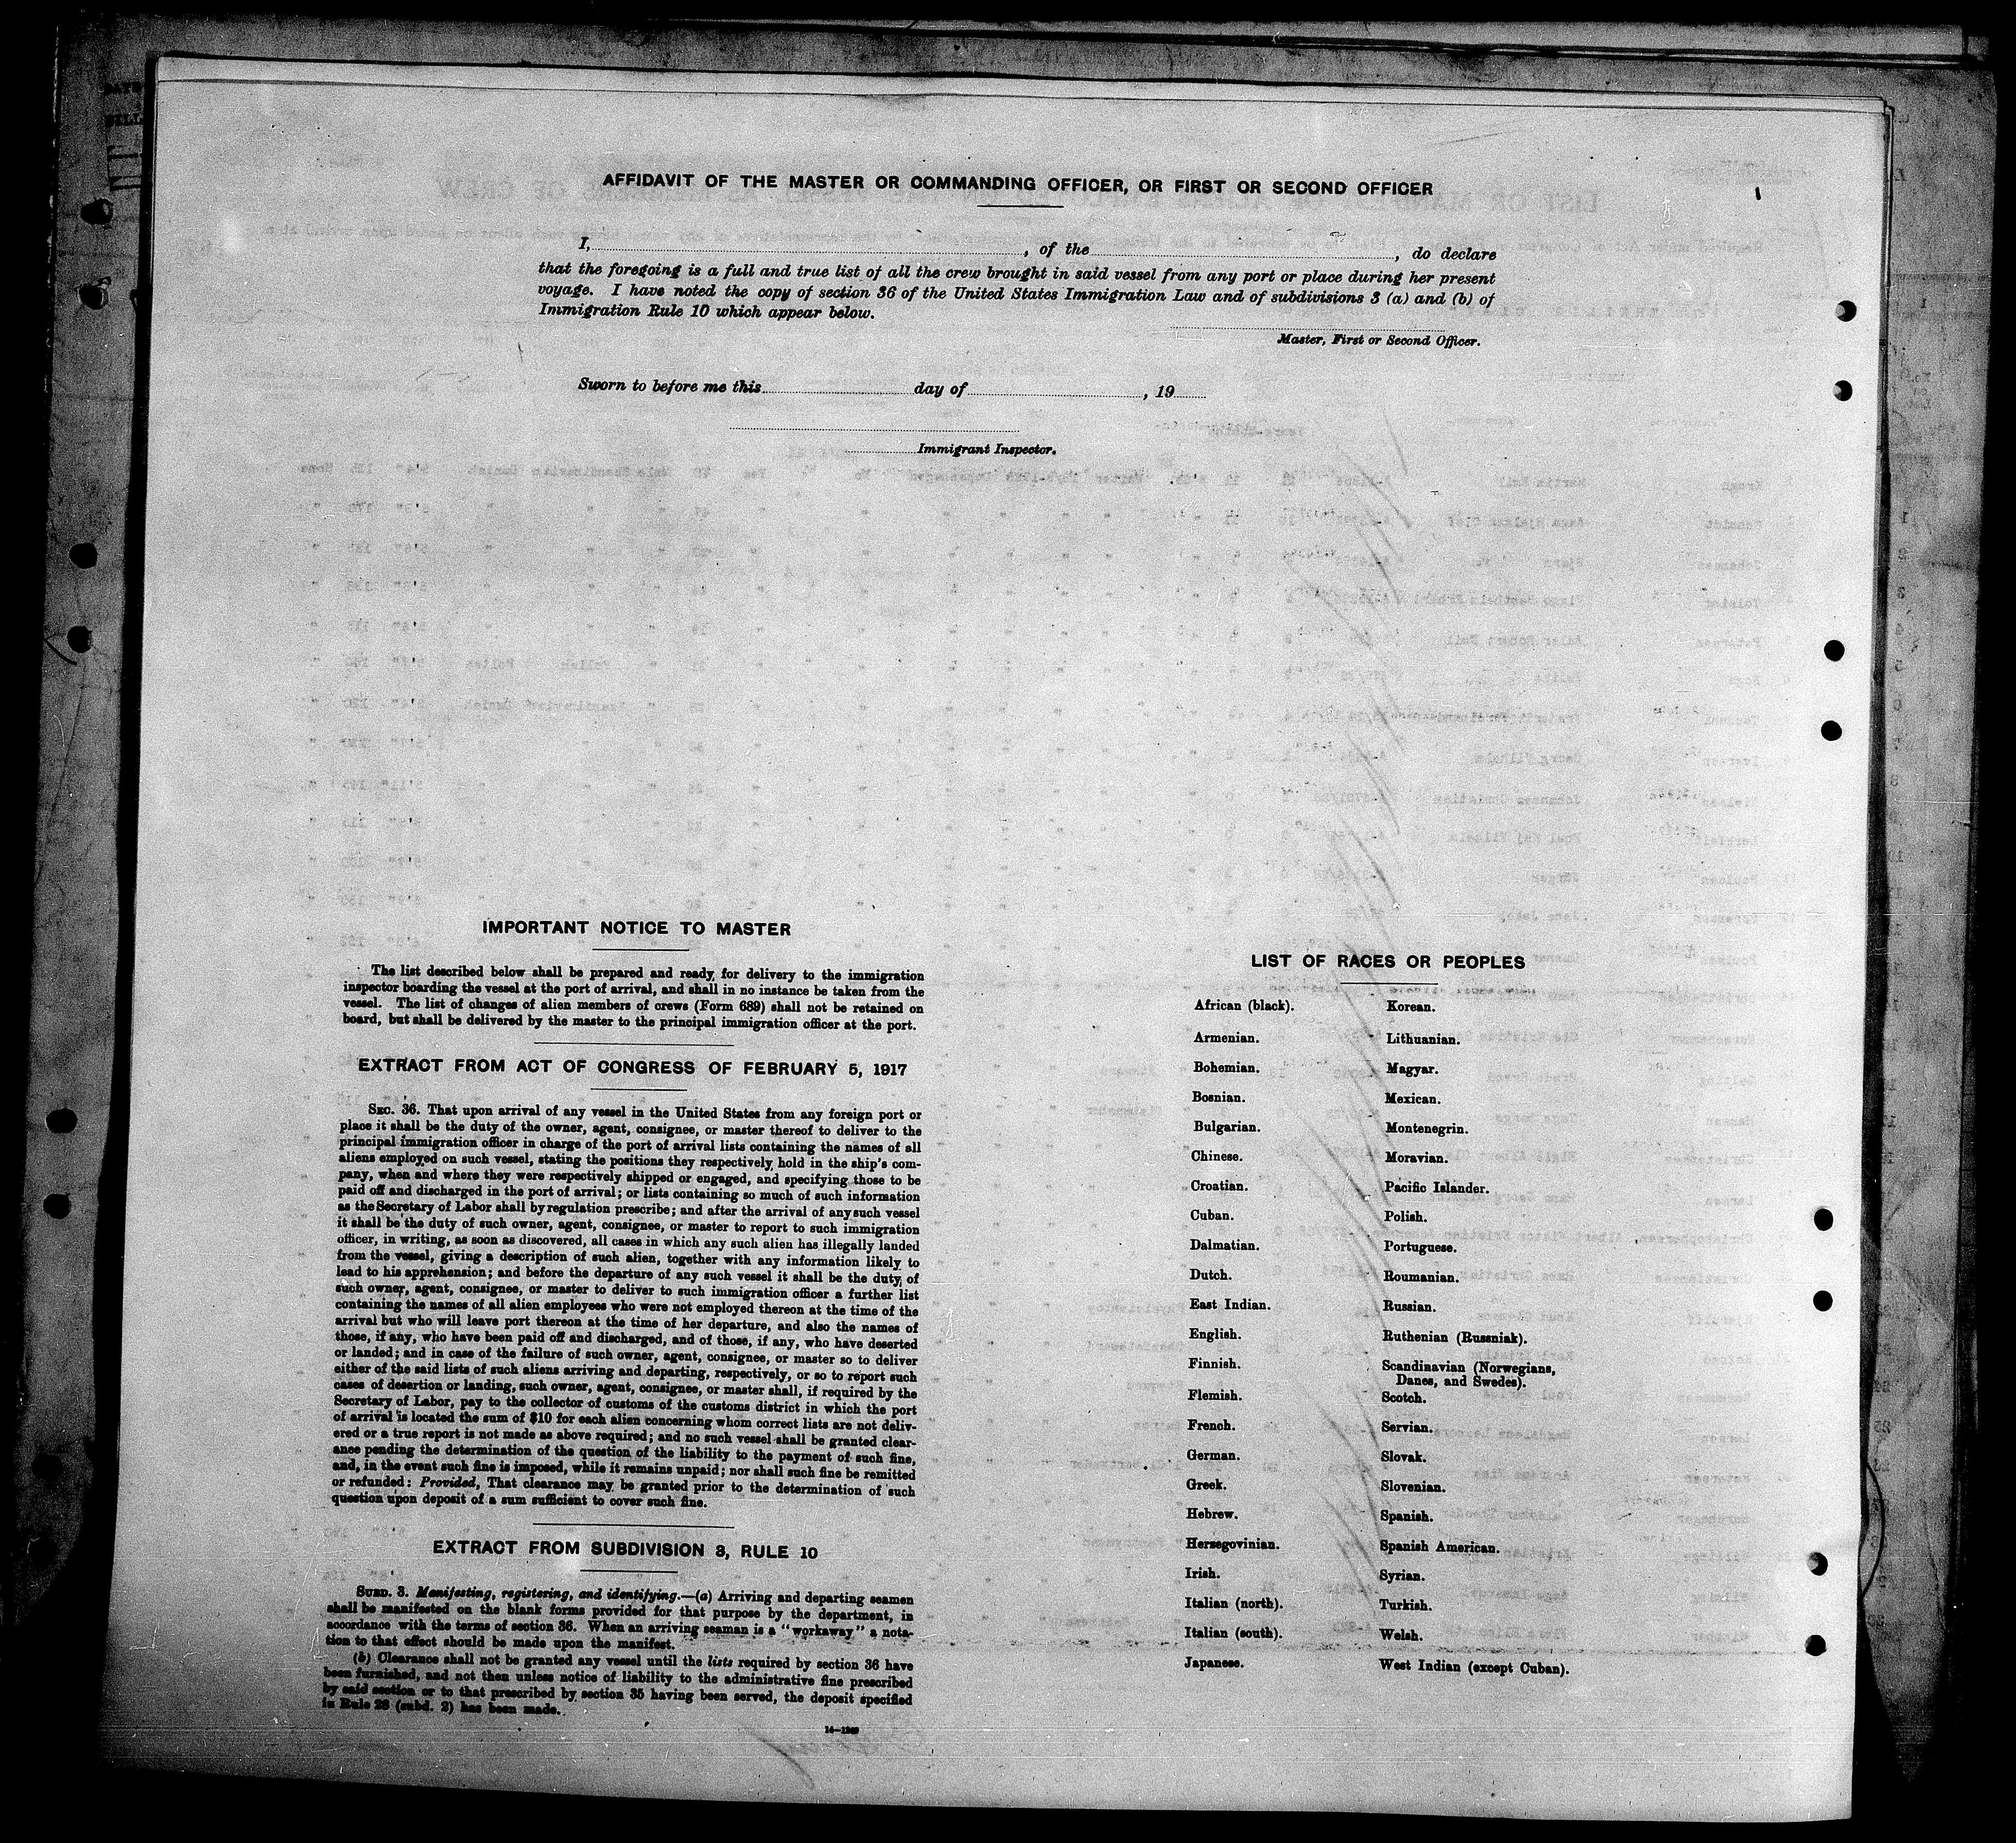 AFFIDAVIT OF THE MASTER OR COMMANDING OFFICER, OR FIRST OR SECOND OFFICER
I, , of the , do declare
that the foregoing is a full and true list of all the crew brought in said vessel from any port or place during her present
voyage. I have noted the copy of section 36 of the United States Immigration Law and of subdivisions 3 (a) and (b) of
Immigration Rule 10 which appear below.
Master, First or Second Officer.
Sworn to before me this day of , 19
Immigrant Inspector.
IMPORTANT NOTICE TO MASTER
The list described below shall be prepared and ready for delivery to the immigration
inspector boarding the vessel at the port of arrival, and shall in no instance be taken from the
vessel. The list of changes of alien members of crews (Form 689) shall not be retained on
board, but shall be delivered by the master to the principal immigration officer at the port.
EXTRACT FROM ACT OF CONGRESS OF FEBRUARY 5, 1917
SEC. 36. That upon arrival of any vessel in the United States from any foreign port or
place it shall be the duty of the owner, agent, consignee, or master thereof to deliver to the
principal immigration officer in charge of the port of arrival lists containing the names of all
aliens employed on such vessel, stating the positions they respectively hold in the ship's com-
pany, when and where they were respectively shipped or engaged, and specifying those to be
paid off and discharged in the port of arrival; or lists containing so much of such information
as the Secretary of Labor shall by regulation prescribe; and after the arrival of any such vessel
it shall be the duty of such owner, agent, consignee, or master to report to such immigration
officer, in writing, as soon as discovered, all cases in which any such alien has illegally landed
from the vessel, giving a description of such alien, together with any information likely to
lead to his apprehension; and before the departure of any such vessel it shall be the duty of
such owner, agent, consignee, or master to deliver to such immigration officer a further list
containing the names of all alien employees who were not employed thereon at the time of the
arrival but who will leave port thereon at the time of her departure, and also the names of
those, if any, who have been paid off and discharged, and of those, if any, who have deserted
or landed; and in case of the failure of such owner, agent, consignee, or master so to deliver
either of the said lists of such aliens arriving and departing, respectively, or so to report such
cases of desertion or landing, such owner, agent, consignee, or master shall, if required by the
Secretary of Labor, pay to the collector of customs of the customs district in which the port
of arrival is located the sum of $10 for each alien concerning whom correct lists are not deliv-
ered or a true report is not made as above required; and no such vessel shall be granted clear-
ance pending the determination of the question of the liability to the payment of such fine,
and, in the event such fine is imposed, while it remains unpaid; nor shall such fine be remitted
or refunded: Provided, That clearance may be granted prior to the determination of such
question upon deposit of a sum sufficient to cover such fine.
EXTRACT FROM SUBDIVISION 3, RULE 10
SUBD. 3. Manifesting, registering, and identifying.—(a) Arriving and departing seamen
shall be manifested on the blank forms provided for that purpose by the department, in
accordance with the terms of section 36. When an arriving seaman is a "workaway" a nota-
tion to that effect should be made upon the manifest.
(b) Clearance shall not be granted any vessel until the lists required by section 36 have
been furnished, and not then unless notice of liability to the administrative fine prescribed
by said section or to that prescribed by section 35 having been served, the deposit specified
in Rule 28 (subd. 2) has been made.
14—1269
LIST OF RACES OR PEOPLES
African (black).
Armenian.
Bohemian.
Bosnian.
Bulgarian.
Chinese.
Croatian.
Cuban.
Dalmatian.
Dutch.
East Indian.
English.
Finnish.
Flemish.
French.
German.
Greek.
Hebrew.
Herzegovinian.
Irish.
Italian (north).
Italian (south).
Japanese.
Korean.
Lithuanian.
Magyar.
Mexican.
Montenegrin.
Moravian.
Pacific Islander.
Polish.
Portuguese.
Roumanian.
Russian.
Ruthenian (Russniak).
Scandinavian (Norwegians,
Danes, and Swedes).
Scotch.
Servian.
Slovak.
Slovenian.
Spanish.
Spanish American.
Syrian.
Turkish.
Welsh.
West Indian (except Cuban).